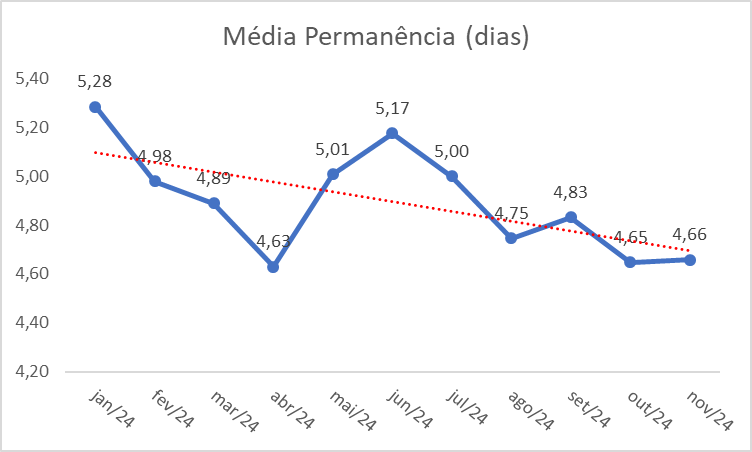 Média Permanência (dias)
5,40
5,20
5,00
4,80
4,60
4,40
4,20
5,28
4,98
4,89
4,63
5,01
5,17
5,00
4,75
4,83
4,65
4,66
jan/24
fev/24
mar/24
abr/24
mai/24
jun/24
jul/24
ago/24
set/24
out/24
nov/24